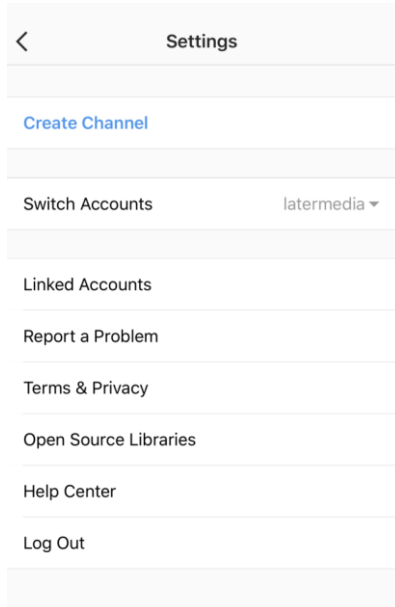 Settings
Create Channel
Switch Accounts latermedia
Linked Accounts
Report a Problem
Terms & Privacy
Open Source Libraries
Help Center
Log Out